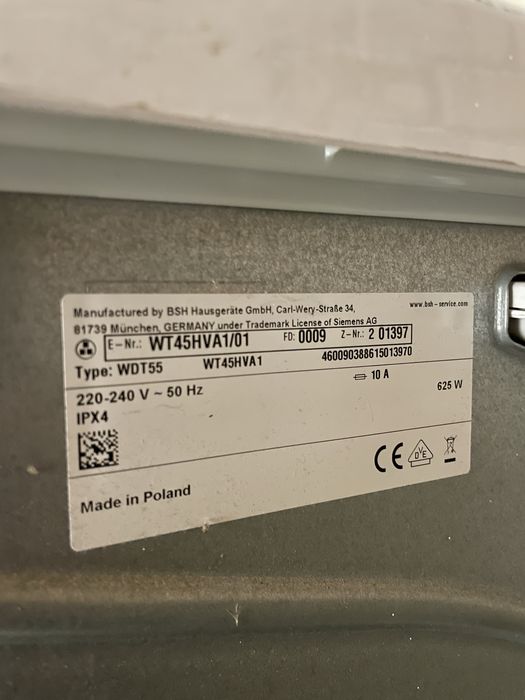 Manufactured by BSH Hausgeräte GmbH, Carl-Wery-Straße 34,
www.bsh-service.com
81739 München, GERMANY under Trademark License of Siemens AG
E-Nr.: WT45HVA1/01 FD: 0009 Z-Nr.: 2 01397
Type: WDT55 WT45HVA1 460090388615013970
220-240 V ~ 50 Hz 10 A 625 W
IPX4
CE DVE
Made in Poland